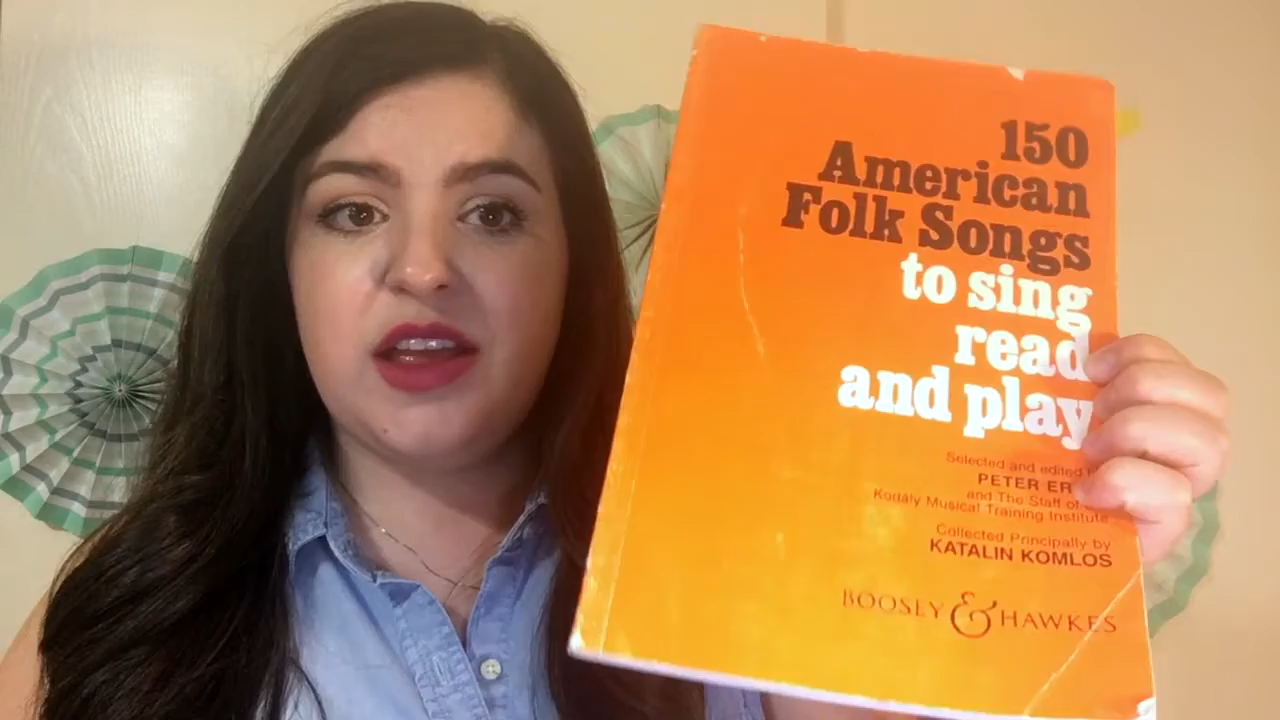 150
American
Folk Songs
to sing
read
and play
Selected and edited
PETER
and The Staff of
Kodály Musical Training Institute
Collected Principally by
KATALIN KOMLOS
BOOSEY & HAWKES